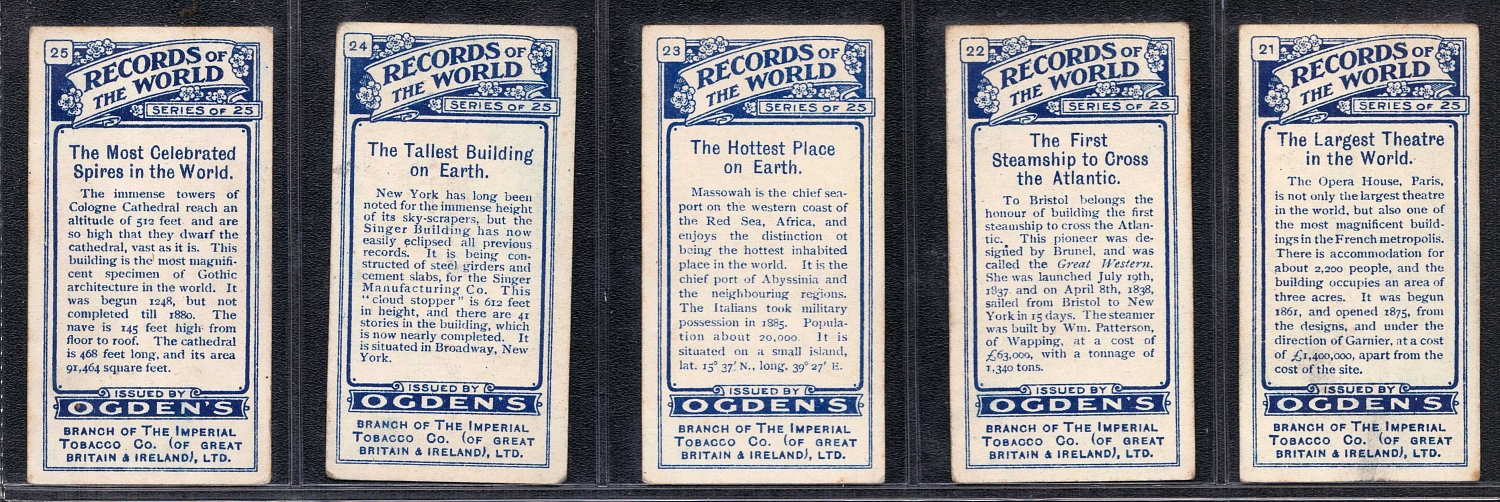 25
RECORDS OF
THE WORLD
SERIES OF 25
The Most Celebrated
Spires in the World.
The immense towers of
Cologne Cathedral reach an
altitude of 512 feet and are
so high that they dwarf the
cathedral, vast as it is. This
building is the most magnifi-
cent specimen of Gothic
architecture in the world. It
was begun 1248, but not
completed till 1880. The
nave is 145 feet high from
floor to roof. The cathedral
is 468 feet long, and its area
91,464 square feet.
ISSUED BY
OGDEN'S
BRANCH OF THE IMPERIAL
TOBACCO CO. (OF GREAT
BRITAIN & IRELAND), LTD.
24
RECORDS OF
THE WORLD
SERIES OF 25
The Tallest Building
on Earth.
New York has long been
noted for the immense height
of its sky-scrapers, but the
Singer Building has now
easily eclipsed all previous
records. It is being con-
structed of steel girders and
cement slabs, for the Singer
Manufacturing Co. This
"cloud stopper" is 612 feet
in height, and there are 41
stories in the building, which
is now nearly completed. It
is situated in Broadway, New
York.
ISSUED BY
OGDEN'S
BRANCH OF THE IMPERIAL
TOBACCO CO. (OF GREAT
BRITAIN & IRELAND), LTD.
23
RECORDS OF
THE WORLD
SERIES OF 25
The Hottest Place
on Earth.
Massowah is the chief sea-
port on the western coast of
the Red Sea, Africa, and
enjoys the distinction of
being the hottest inhabited
place in the world. It is the
chief port of Abyssinia and
the neighbouring regions.
The Italians took military
possession in 1885. Popula-
tion about 20,000. It is
situated on a small island,
lat. 15° 37′ N., long. 39° 27′ E.
ISSUED BY
OGDEN'S
BRANCH OF THE IMPERIAL
TOBACCO CO. (OF GREAT
BRITAIN & IRELAND), LTD.
22
RECORDS OF
THE WORLD
SERIES OF 25
The First
Steamship to Cross
the Atlantic.
To Bristol belongs the
honour of building the first
steamship to cross the Atlan-
tic. This pioneer was de-
signed by Brunel, and was
called the Great Western.
She was launched July 19th,
1837 and on April 8th, 1838,
sailed from Bristol to New
York in 15 days. The steamer
was built by Wm. Patterson,
of Wapping, at a cost of
£63,000, with a tonnage of
1,340 tons.
ISSUED BY
OGDEN'S
BRANCH OF THE IMPERIAL
TOBACCO CO. (OF GREAT
BRITAIN & IRELAND), LTD.
21
RECORDS OF
THE WORLD
SERIES OF 25
The Largest Theatre
in the World.
The Opera House, Paris,
is not only the largest theatre
in the world, but also one of
the most magnificent build-
ings in the French metropolis.
There is accommodation for
about 2,200 people, and the
building occupies an area of
three acres. It was begun
1861, and opened 1875, from
the designs, and under the
direction of Garnier, at a cost
of £1,400,000, apart from the
cost of the site.
ISSUED BY
OGDEN'S
BRANCH OF THE IMPERIAL
TOBACCO CO. (OF GREAT
BRITAIN & IRELAND), LTD.